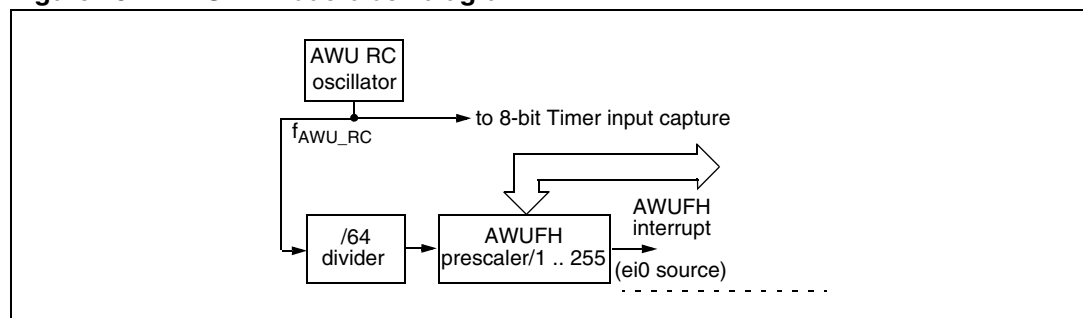 AWU RC
oscillator
to 8-bit Timer input capture
fAWU_RC
AWUFH
interrupt
/64
divider
AWUFH
prescaler/1 .. 255
(ei0 source)